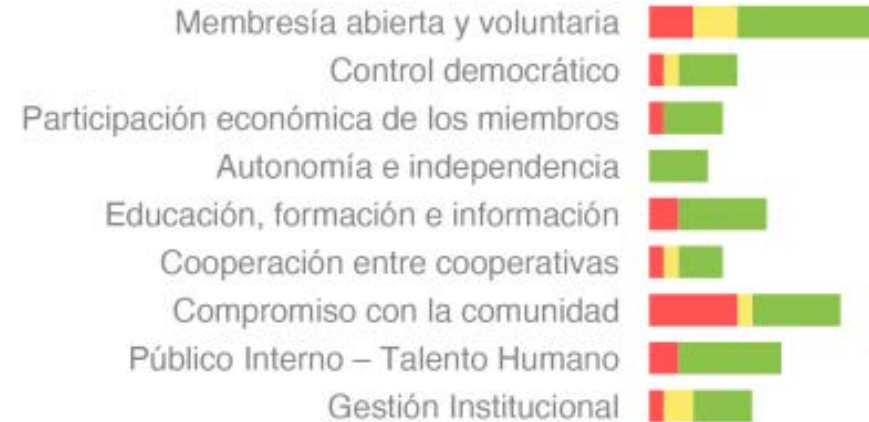 Membresía abierta y voluntaria
Control democrático
Participación económica de los miembros
Autonomía e independencia
Educación, formación e información
Cooperación entre cooperativas
Compromiso con la comunidad
Público Interno – Talento Humano
Gestión Institucional